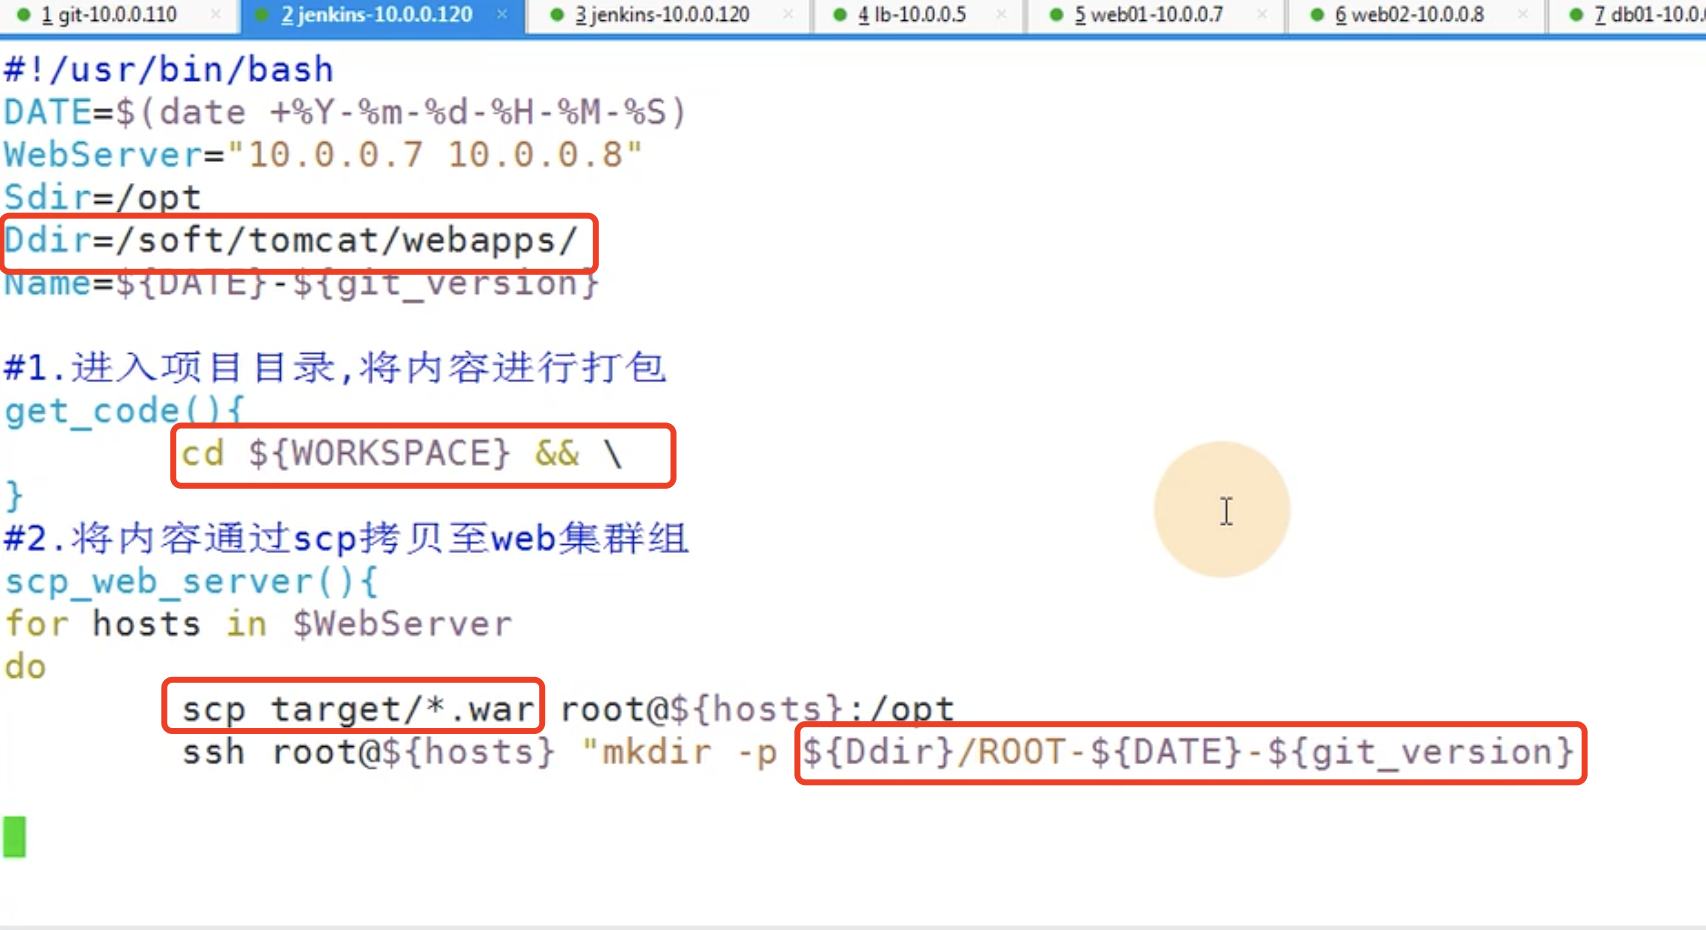 1 git-10.0.0.110 × 2 jenkins-10.0.0.120 × 3 jenkins-10.0.0.120 × 4 lb-10.0.0.5 × 5 web01-10.0.0.7 × 6 web02-10.0.0.8 × 7 db01-10.0.
#!/usr/bin/bash
DATE=$(date +%Y-%m-%d-%H-%M-%S)
WebServer="10.0.0.7 10.0.0.8"
Sdir=/opt
Ddir=/soft/tomcat/webapps/
Name=${DATE}-${git_version}
#1.进入项目目录,将内容进行打包
get_code(){
cd ${WORKSPACE} && \
}
#2.将内容通过scp拷贝至web集群组
scp_web_server(){
for hosts in $WebServer
do
scp target/*.war root@${hosts}:/opt
ssh root@${hosts} "mkdir -p ${Ddir}/ROOT-${DATE}-${git_version}